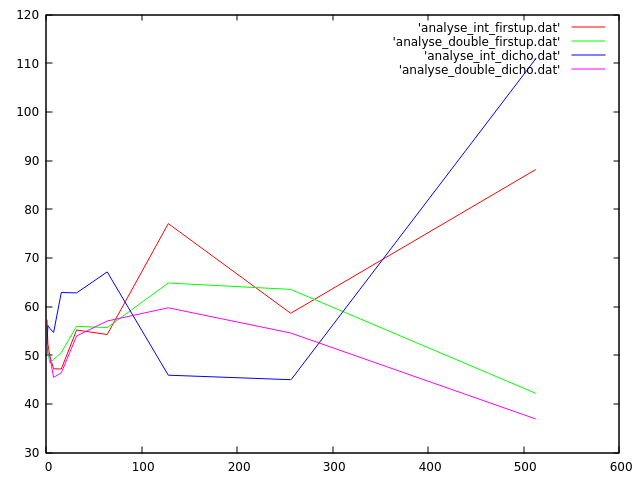 120
110
100
90
80
70
60
50
40
30
0 100 200 300 400 500 600
'analyse_int_firstup.dat'
'analyse_double_firstup.dat'
'analyse_int_dicho.dat'
'analyse_double_dicho.dat'